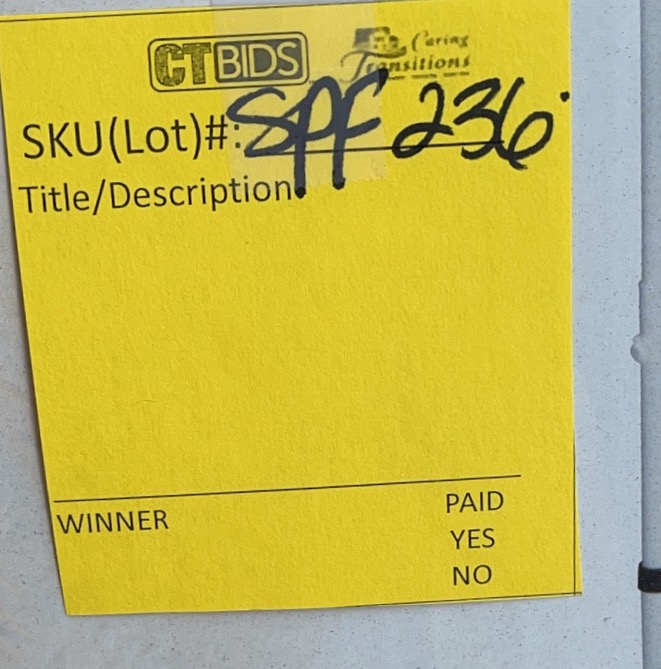 CTBIDS Caring Transitions
SKU(Lot)#: SPF 236
Title/Description:
WINNER PAID
YES
NO